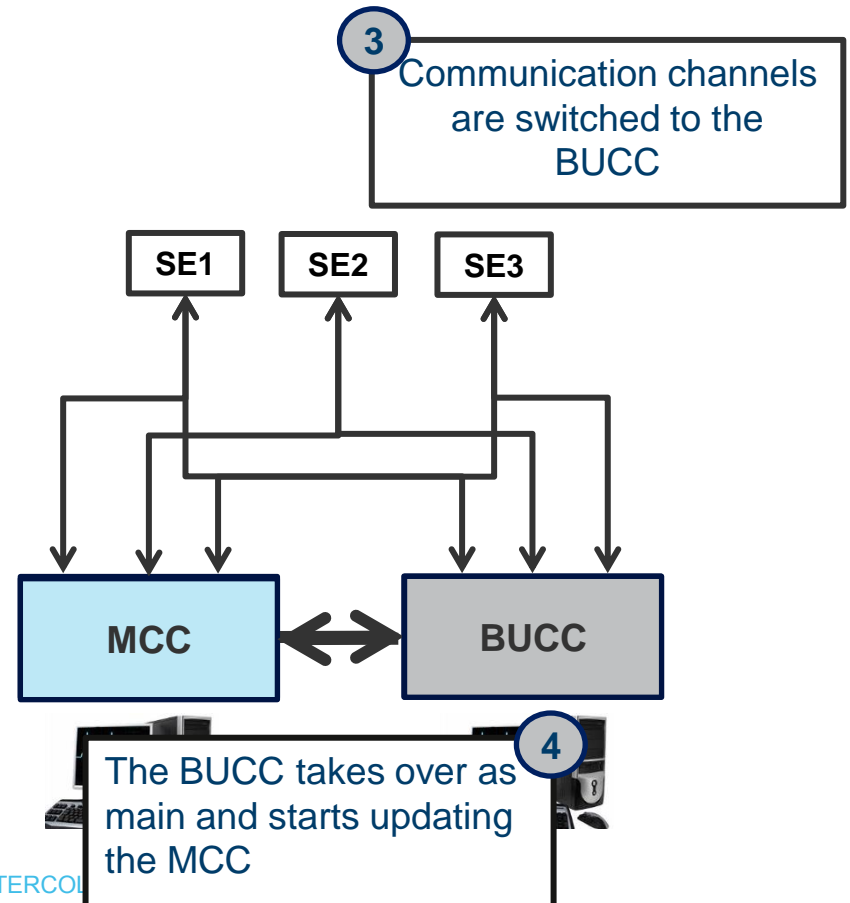 3
Communication channels
are switched to the
BUCC
SE1
SE2
SE3
MCC
BUCC
4
The BUCC takes over as
main and starts updating
the MCC